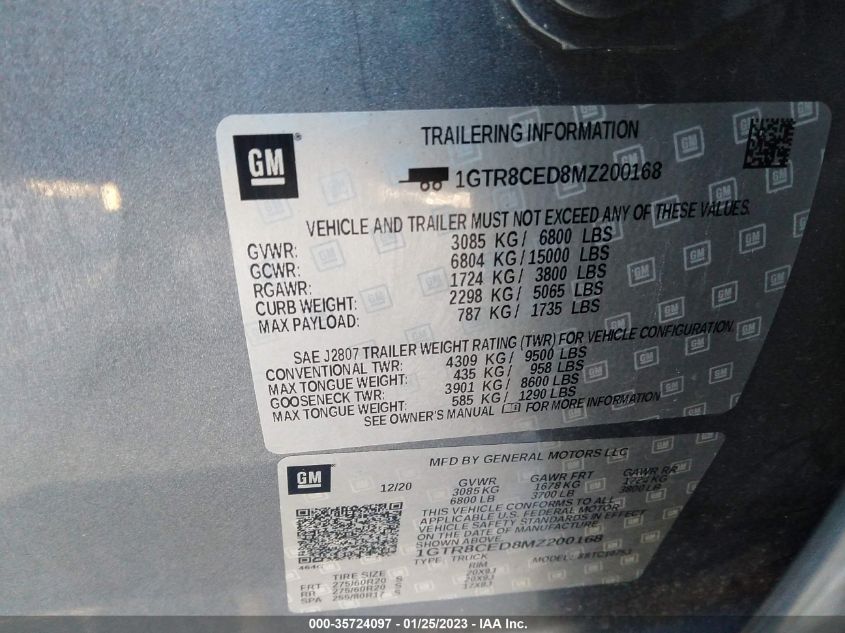 GM ®
TRAILERING INFORMATION
1GTR8CED8MZ200168
VEHICLE AND TRAILER MUST NOT EXCEED ANY OF THESE VALUES.
GVWR: 3085 KG/ 6800 LBS
GCWR: 6804 KG/15000 LBS
RGAWR: 1724 KG/ 3800 LBS
CURB WEIGHT: 2298 KG/ 5065 LBS
MAX PAYLOAD: 787 KG/ 1735 LBS
SAE J2807 TRAILER WEIGHT RATING (TWR) FOR VEHICLE CONFIGURATION.
CONVENTIONAL TWR: 4309 KG/ 9500 LBS
MAX TONGUE WEIGHT: 435 KG/ 958 LBS
GOOSENECK TWR: 3901 KG/ 8600 LBS
MAX TONGUE WEIGHT: 585 KG/ 1290 LBS
SEE OWNER'S MANUAL FOR MORE INFORMATION
GM
MFD BY GENERAL MOTORS LLC
12/20 GVWR GAWR FRT GAWR RR
3085 KG 1678 KG 1724 KG
6800 LB 3700 LB 3800 LB
THIS VEHICLE CONFORMS TO ALL
APPLICABLE U.S. FEDERAL MOTOR
VEHICLE SAFETY STANDARDS IN EFFECT
SHOWN ABOVE.
1GTR8CED8MZ200168
TYPE: TRUCK MODEL:
TIRE SIZE RIM
FRT 275/60R20 S 20X9J
RR 275/60R20 S 20X9J
SPA 255/80R17 S 17X8J
000-35724097 - 01/25/2023 - IAA Inc.